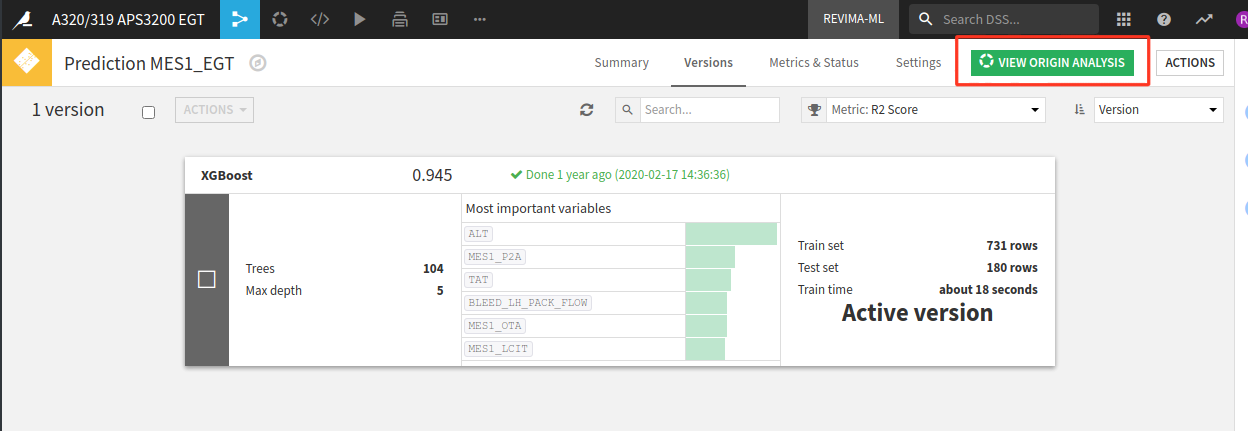 A320/319 APS3200 EGT
REVIMA-ML
Search DSS...
R
Prediction MES1_EGT
Summary
Versions
Metrics & Status
Settings
VIEW ORIGIN ANALYSIS
ACTIONS
1 version
ACTIONS
Search...
Metric: R2 Score
Version
XGBoost
0.945
Done 1 year ago (2020-02-17 14:36:36)
Most important variables
ALT
MES1_P2A
TAT
BLEED_LH_PACK_FLOW
MES1_OTA
MES1_LCIT
Trees 104
Max depth 5
Train set 731 rows
Test set 180 rows
Train time about 18 seconds
Active version